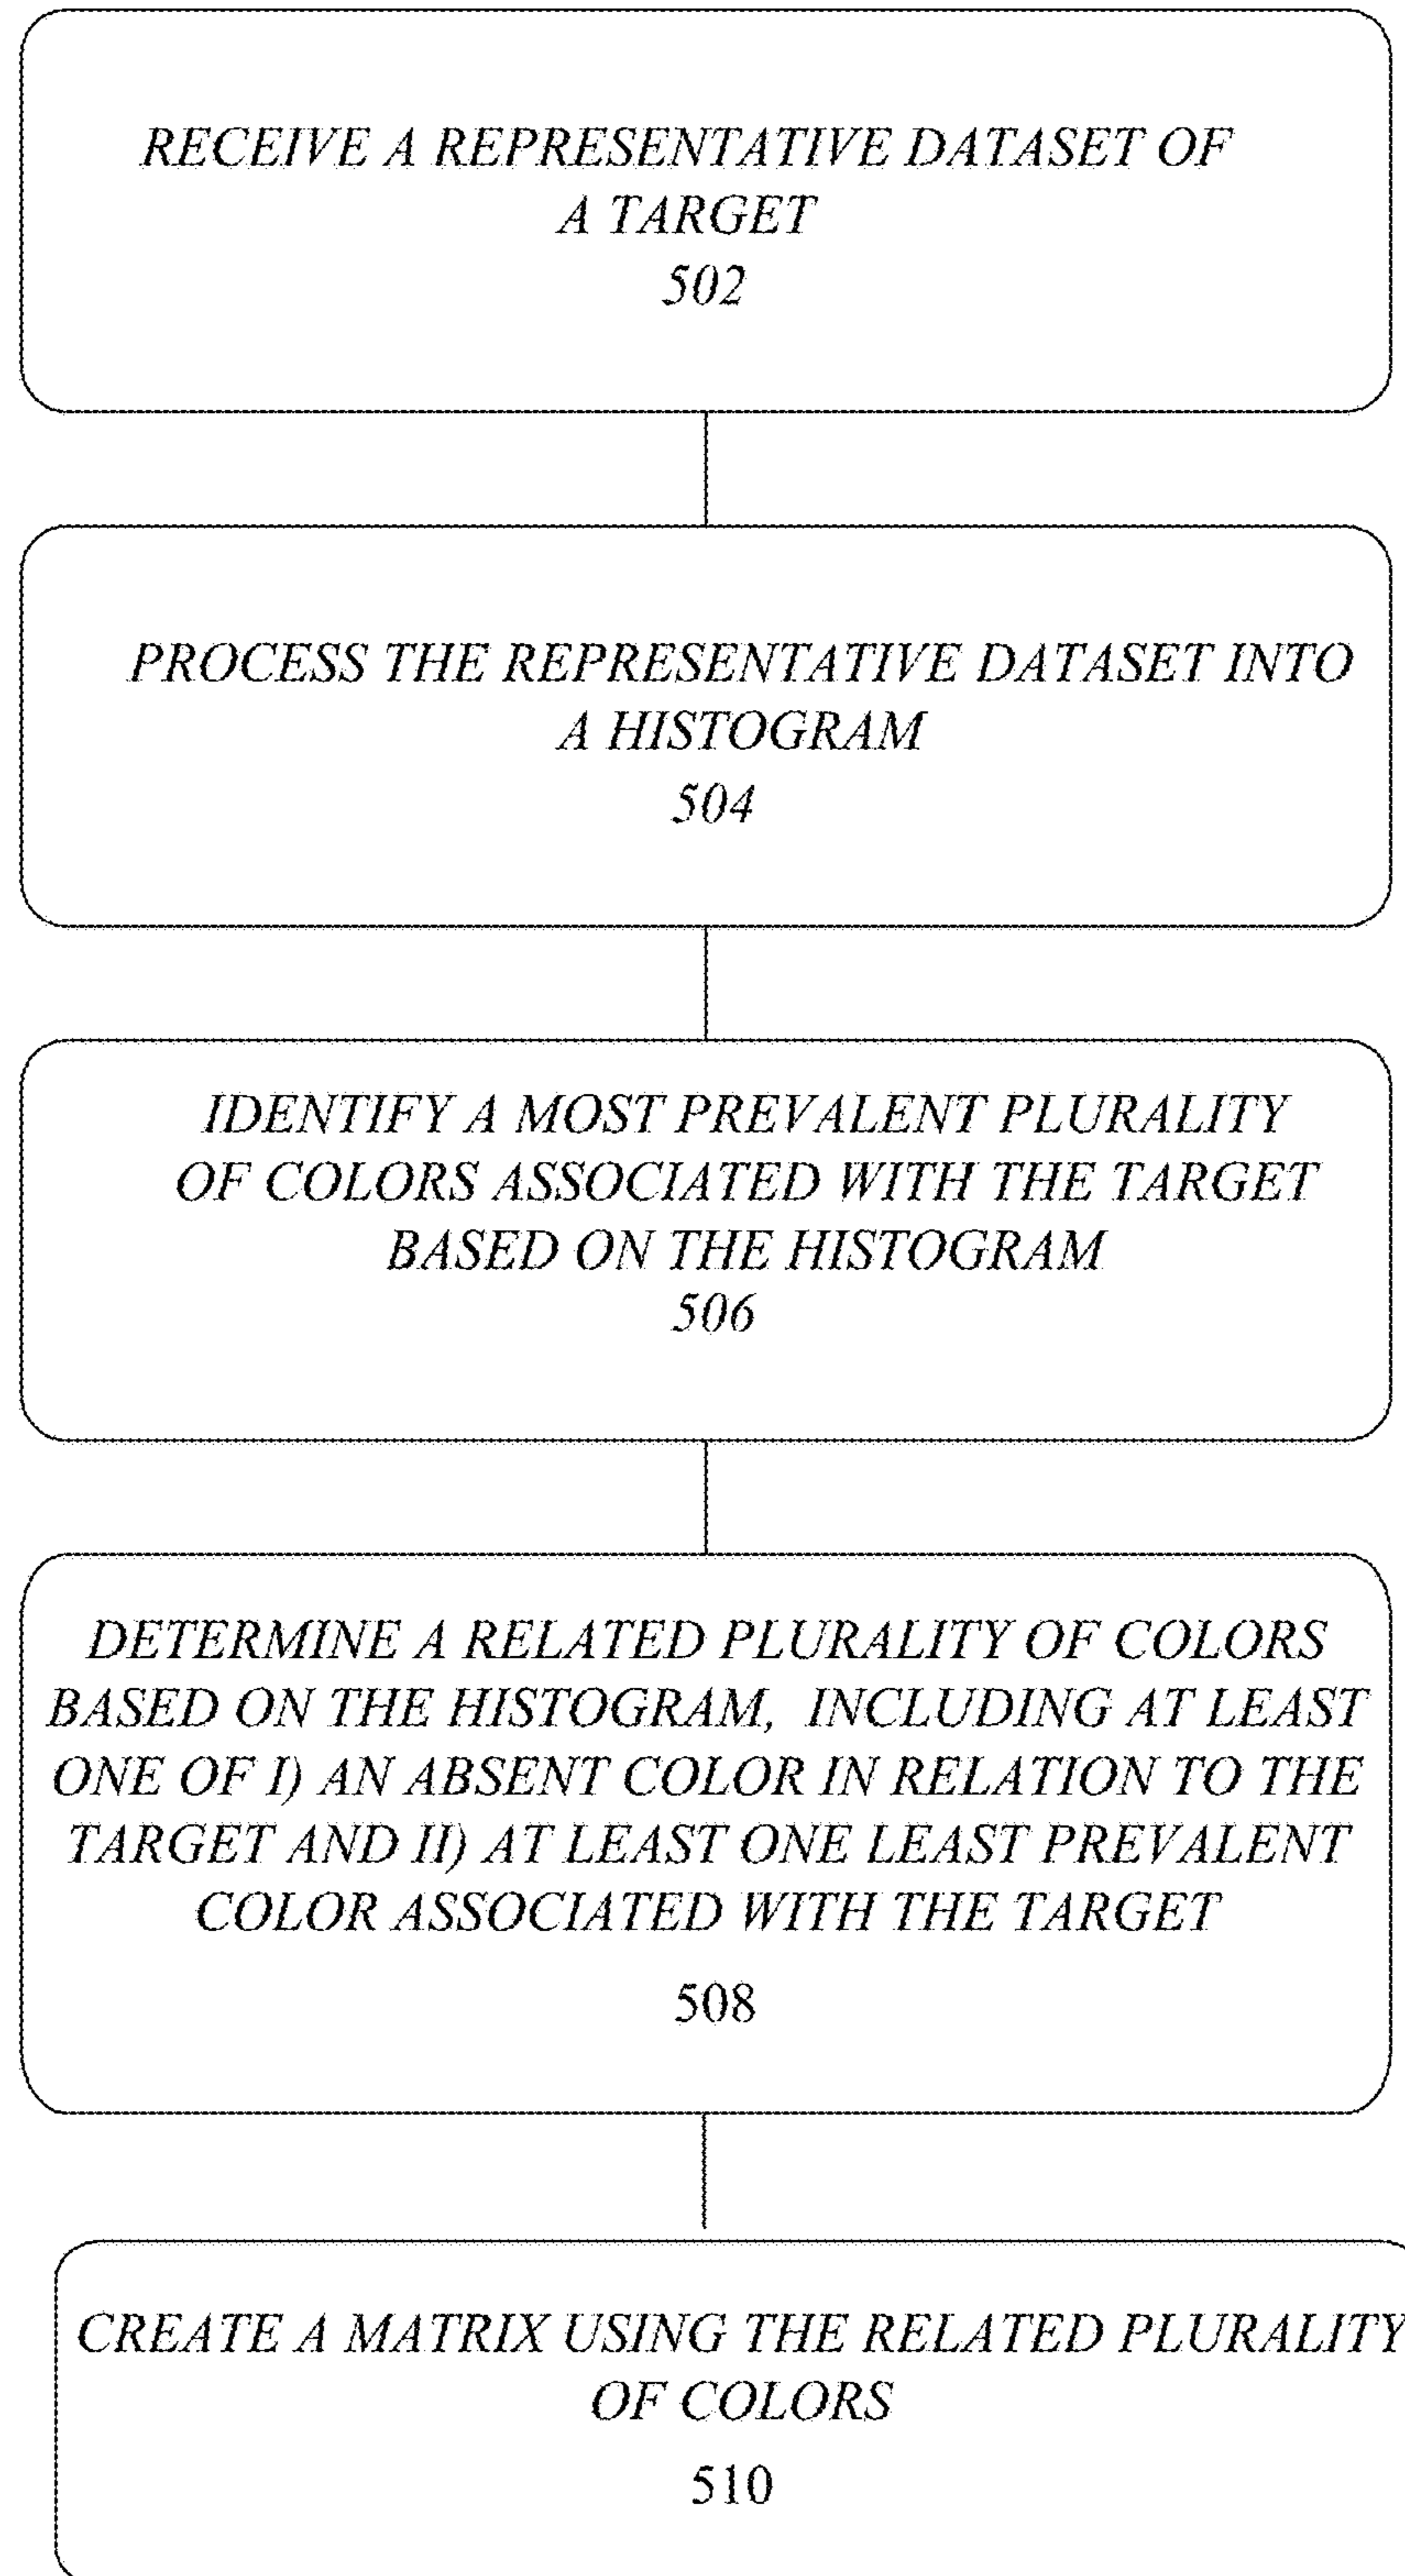 RECEIVE A REPRESENTATIVE DATASET OF
A TARGET
502
PROCESS THE REPRESENTATIVE DATASET INTO
A HISTOGRAM
504
IDENTIFY A MOST PREVALENT PLURALITY
OF COLORS ASSOCIATED WITH THE TARGET
BASED ON THE HISTOGRAM
506
DETERMINE A RELATED PLURALITY OF COLORS
BASED ON THE HISTOGRAM, INCLUDING AT LEAST
ONE OF I) AN ABSENT COLOR IN RELATION TO THE
TARGET AND II) AT LEAST ONE LEAST PREVALENT
COLOR ASSOCIATED WITH THE TARGET
508
CREATE A MATRIX USING THE RELATED PLURALITY
OF COLORS
510